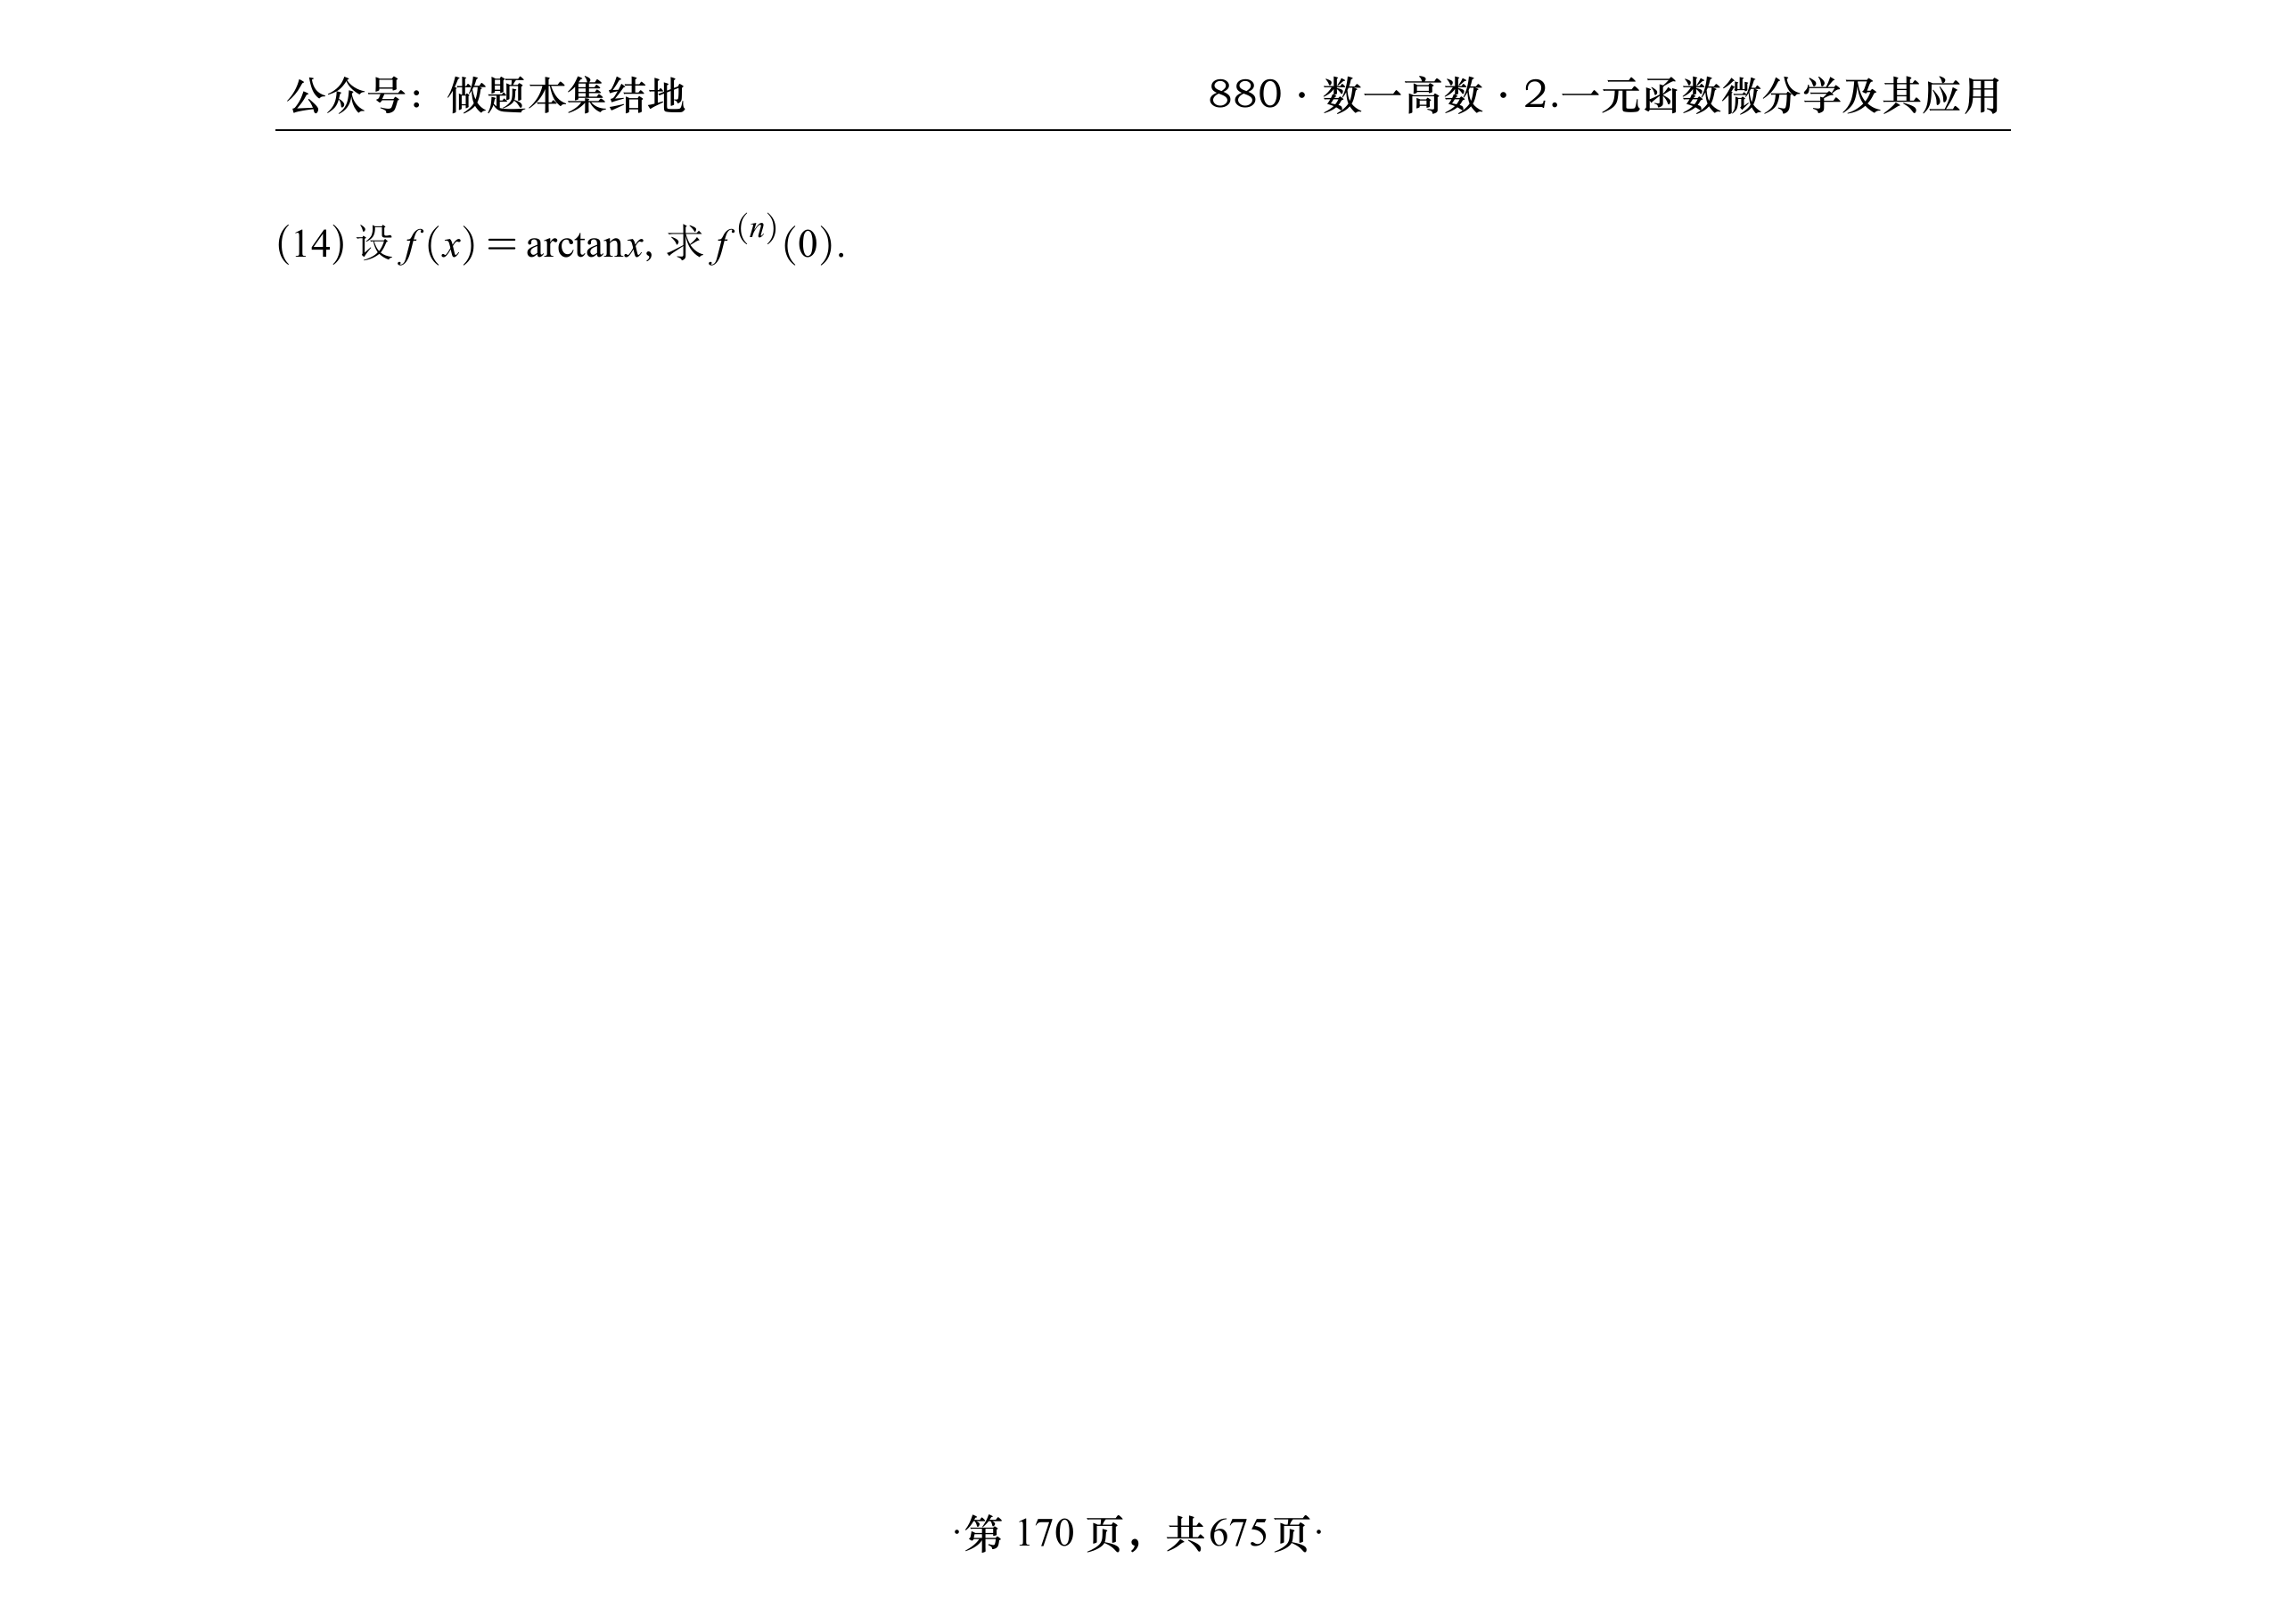 公众号：做题本集结地
880·数一高数·2.一元函数微分学及其应用
(14) 设 f(x) = arctanx, 求 f^(n)(0).
·第 170 页，共675页·